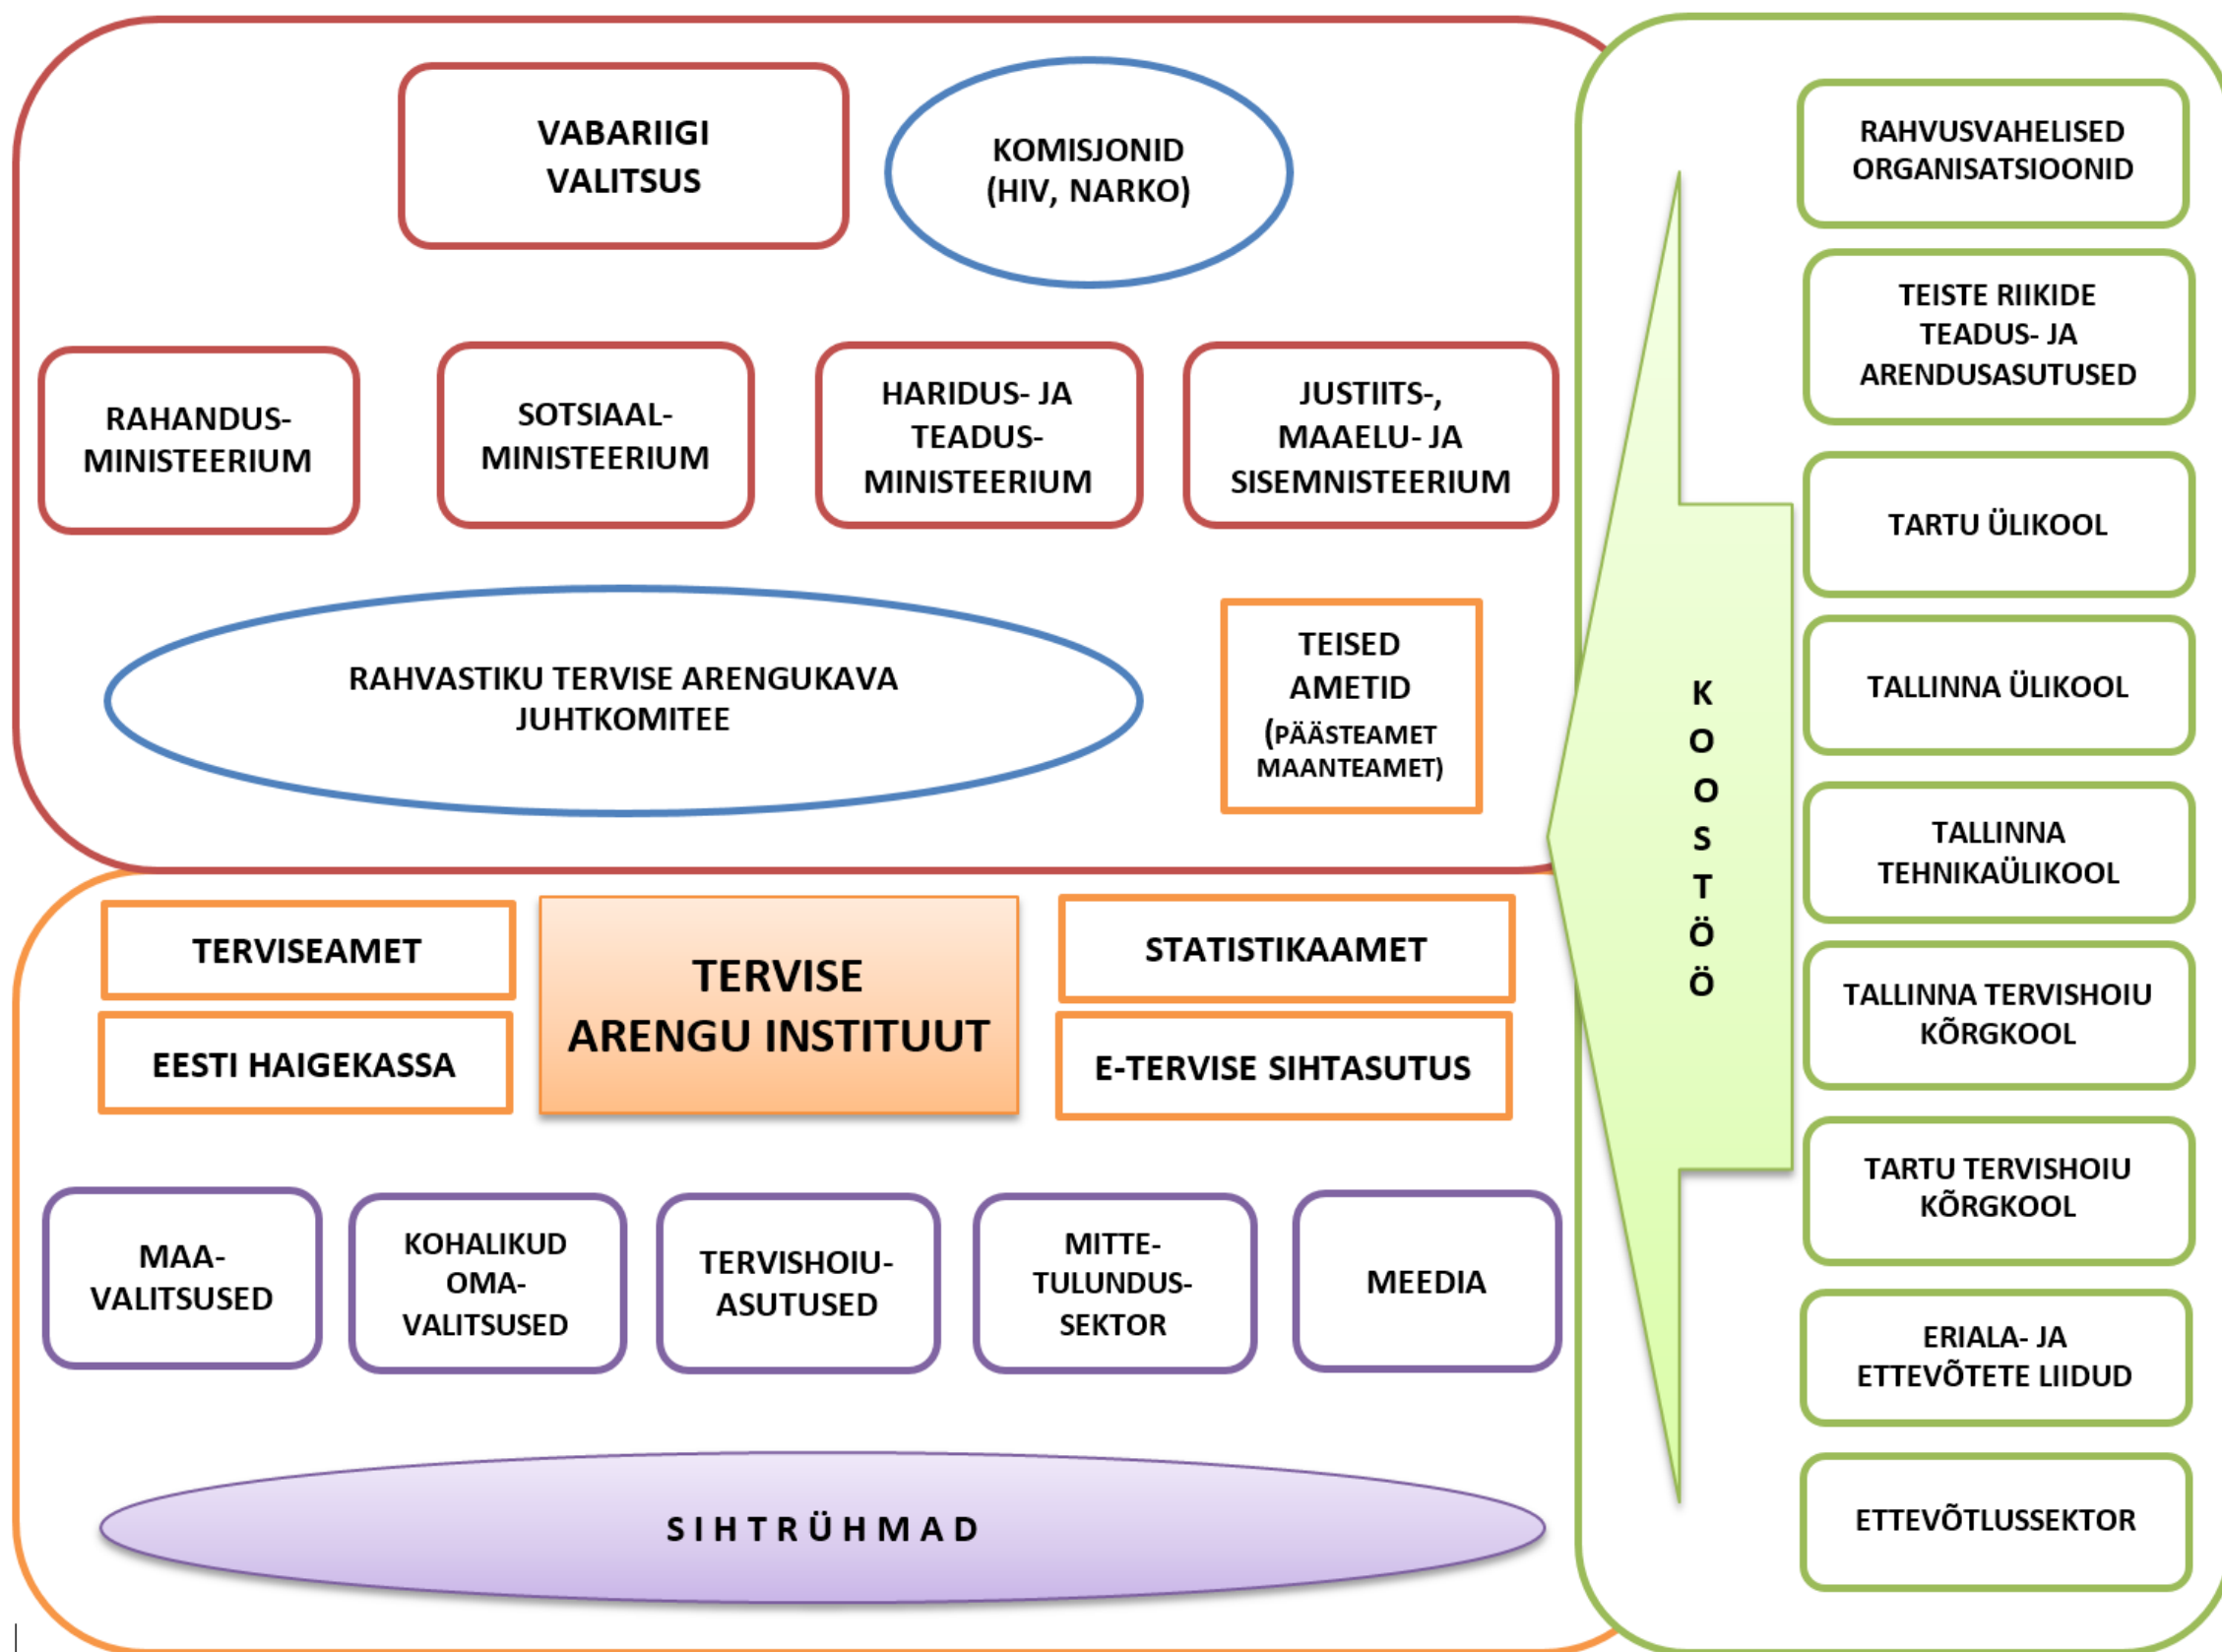 VABARIIGI
VALITSUS
KOMISJONID
(HIV, NARKO)
RAHANDUS-
MINISTEERIUM
SOTSIAAL-
MINISTEERIUM
HARIDUS- JA
TEADUS-
MINISTEERIUM
JUSTIITS-,
MAAELU- JA
SISEMNISTEERIUM
RAHVASTIKU TERVISE ARENGUKAVA
JUHTKOMITEE
TEISED
AMETID
(PÄÄSTEAMET
MAANTEAMET)
TERVISEAMET
EESTI HAIGEKASSA
TERVISE
ARENGU INSTITUUT
STATISTIKAAMET
E-TERVISE SIHTASUTUS
MAA-
VALITSUSED
KOHALIKUD
OMA-
VALITSUSED
TERVISHOIU-
ASUTUSED
MITTE-
TULUNDUS-
SEKTOR
MEEDIA
SIHTRÜHMAD
K
O
O
S
T
Ö
Ö
RAHVUSVAHELISED
ORGANISATSIOONID
TEISTE RIIKIDE
TEADUS- JA
ARENDUSASUTUSED
TARTU ÜLIKOOL
TALLINNA ÜLIKOOL
TALLINNA
TEHNIKAÜLIKOOL
TALLINNA TERVISHOIU
KÕRGKOOL
TARTU TERVISHOIU
KÕRGKOOL
ERIALA- JA
ETTEVÕTETE LIIDUD
ETTEVÕTLUSSEKTOR